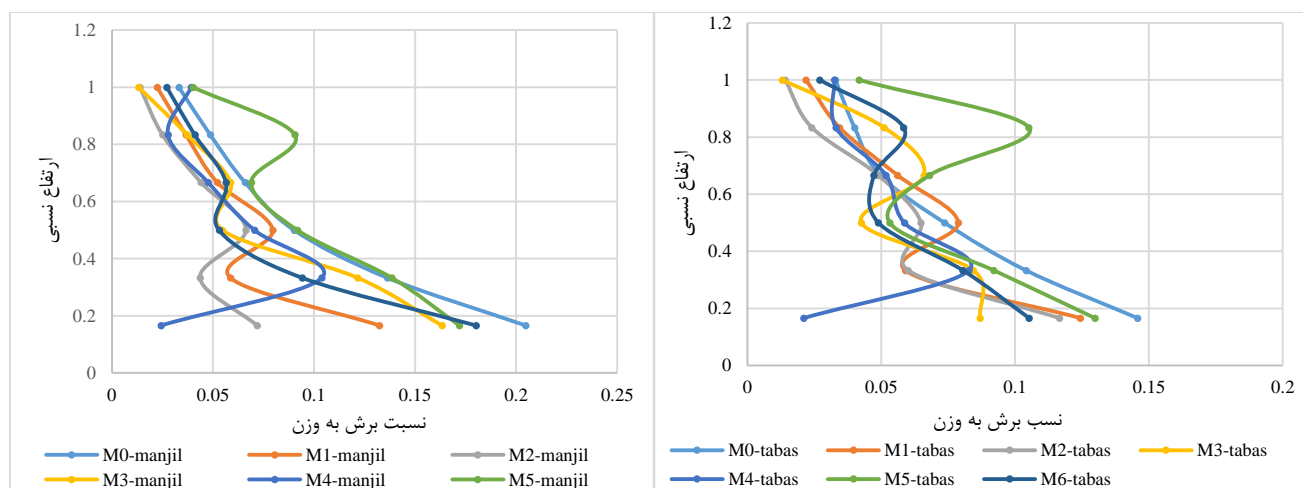 1.2
1
0.8
0.6
0.4
0.2
0
ارتفاع نسبی
0 0.05 0.1 0.15 0.2 0.25
نسبت برش به وزن
M0-manjil M1-manjil M2-manjil
M3-manjil M4-manjil M5-manjil
1.2
1
0.8
0.6
0.4
0.2
0
ارتفاع نسبی
0 0.05 0.1 0.15 0.2
نسب برش به وزن
M0-tabas M1-tabas M2-tabas M3-tabas
M4-tabas M5-tabas M6-tabas